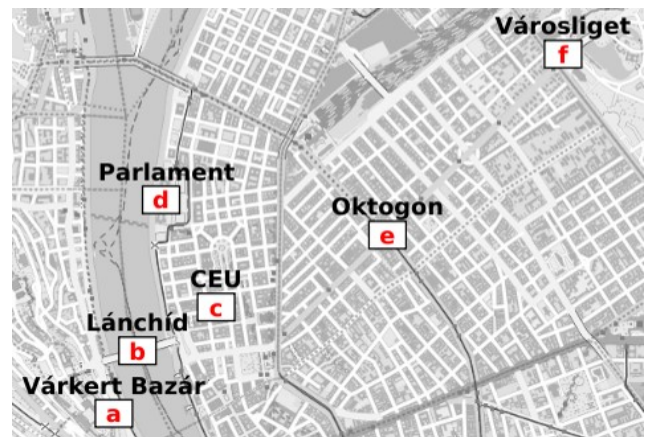 Városliget
f
Parlament
d
Oktogon
e
CEU
c
Lánchíd
b
Várkert Bazár
a